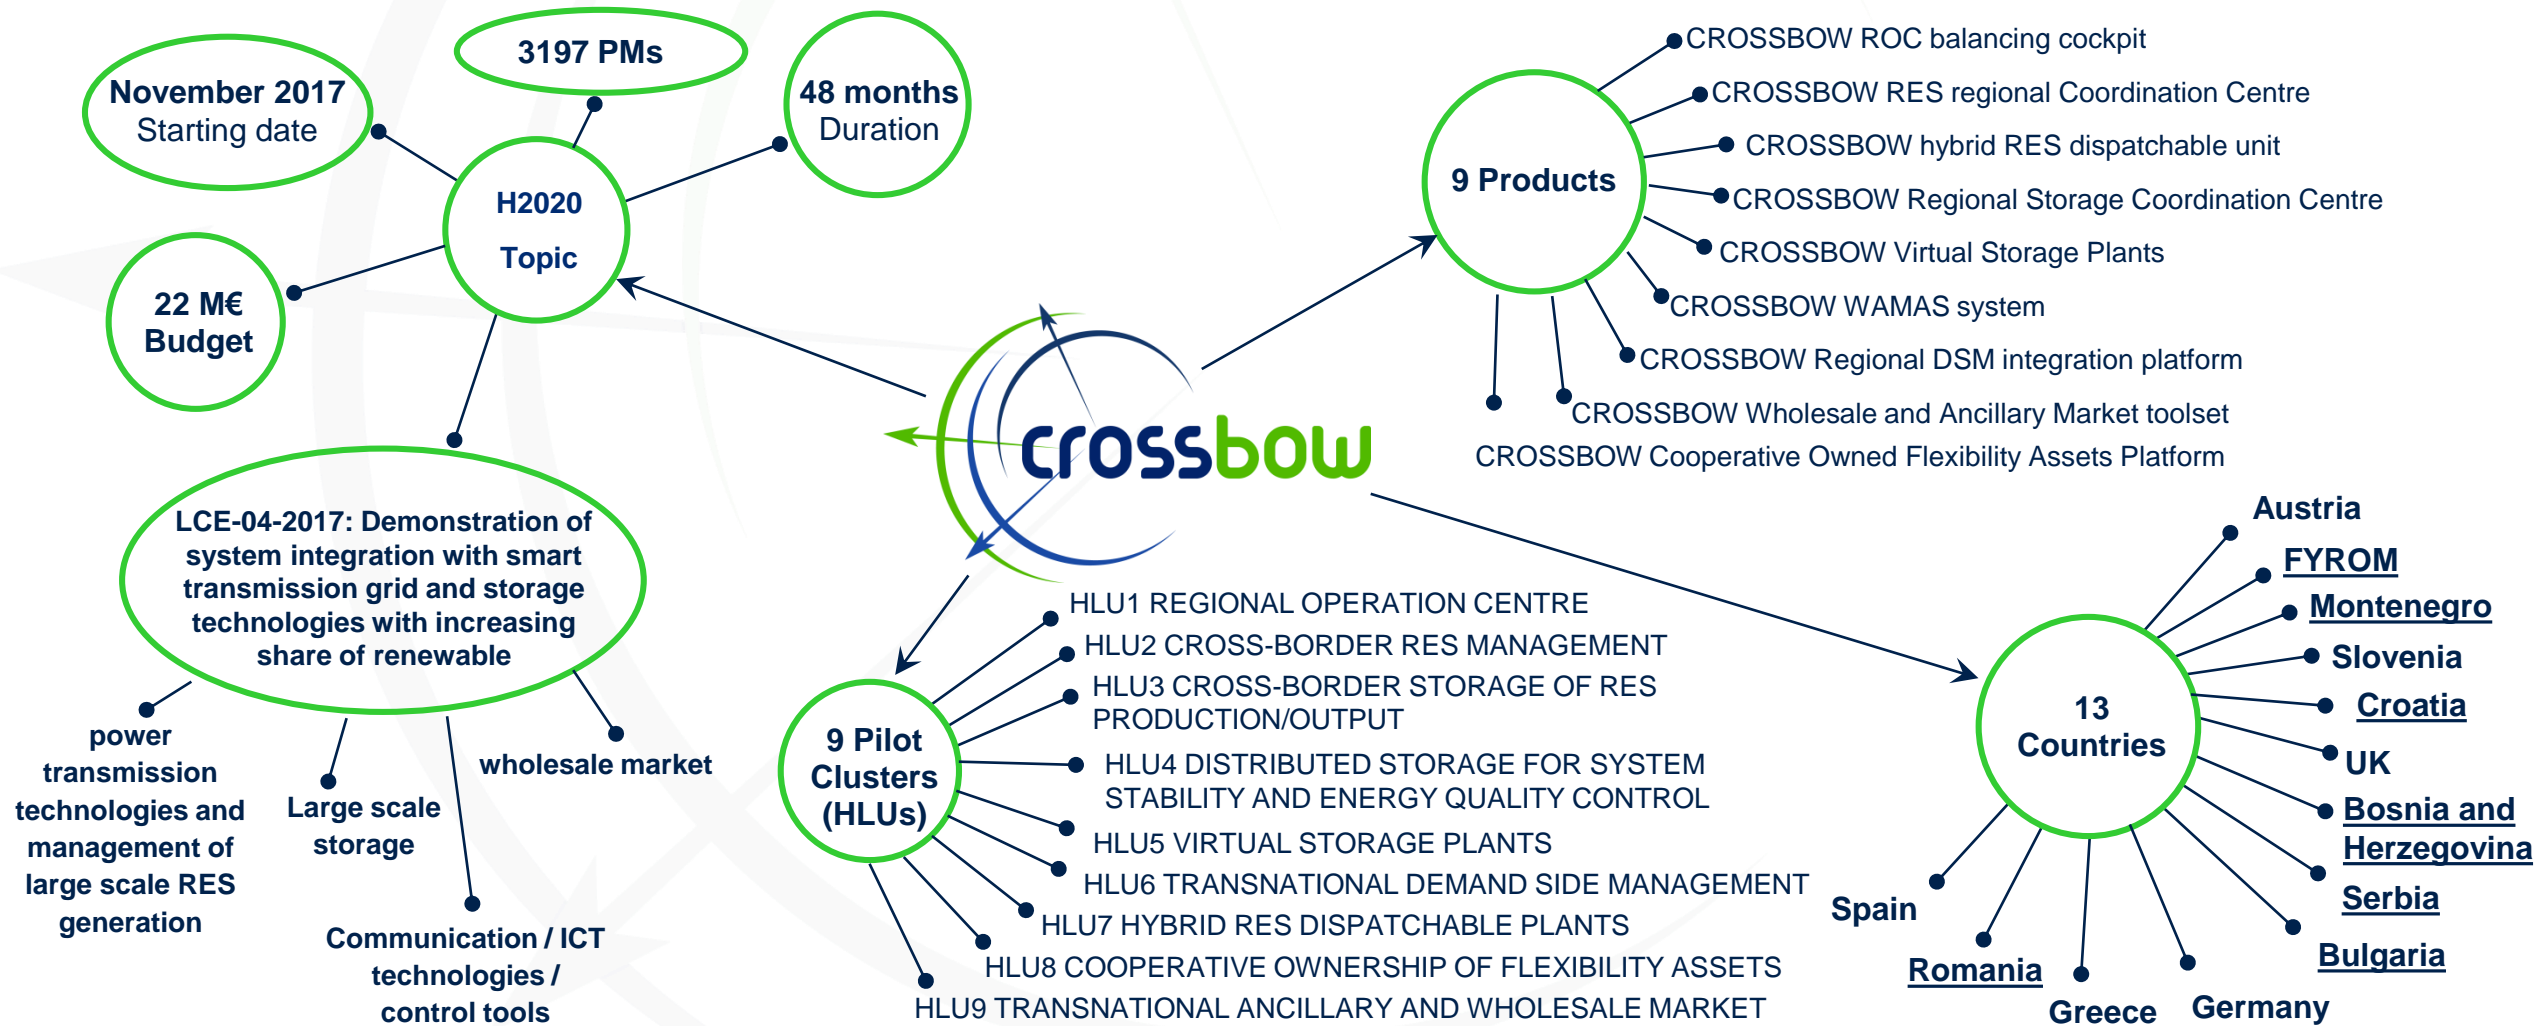 3197 PMs
November 2017
Starting date
48 months
Duration
H2020
Topic
22 M€
Budget
LCE-04-2017: Demonstration of
system integration with smart
transmission grid and storage
technologies with increasing
share of renewable
power
transmission
technologies and
management of
large scale RES
generation
Large scale
storage
Communication / ICT
technologies /
control tools
wholesale market
crossbow
9 Products
CROSSBOW ROC balancing cockpit
CROSSBOW RES regional Coordination Centre
CROSSBOW hybrid RES dispatchable unit
CROSSBOW Regional Storage Coordination Centre
CROSSBOW Virtual Storage Plants
CROSSBOW WAMAS system
CROSSBOW Regional DSM integration platform
CROSSBOW Wholesale and Ancillary Market toolset
CROSSBOW Cooperative Owned Flexibility Assets Platform
9 Pilot
Clusters
(HLUs)
HLU1 REGIONAL OPERATION CENTRE
HLU2 CROSS-BORDER RES MANAGEMENT
HLU3 CROSS-BORDER STORAGE OF RES
PRODUCTION/OUTPUT
HLU4 DISTRIBUTED STORAGE FOR SYSTEM
STABILITY AND ENERGY QUALITY CONTROL
HLU5 VIRTUAL STORAGE PLANTS
HLU6 TRANSNATIONAL DEMAND SIDE MANAGEMENT
HLU7 HYBRID RES DISPATCHABLE PLANTS
HLU8 COOPERATIVE OWNERSHIP OF FLEXIBILITY ASSETS
HLU9 TRANSNATIONAL ANCILLARY AND WHOLESALE MARKET
13
Countries
Austria
FYROM
Montenegro
Slovenia
Croatia
UK
Bosnia and
Herzegovina
Serbia
Bulgaria
Germany
Greece
Romania
Spain